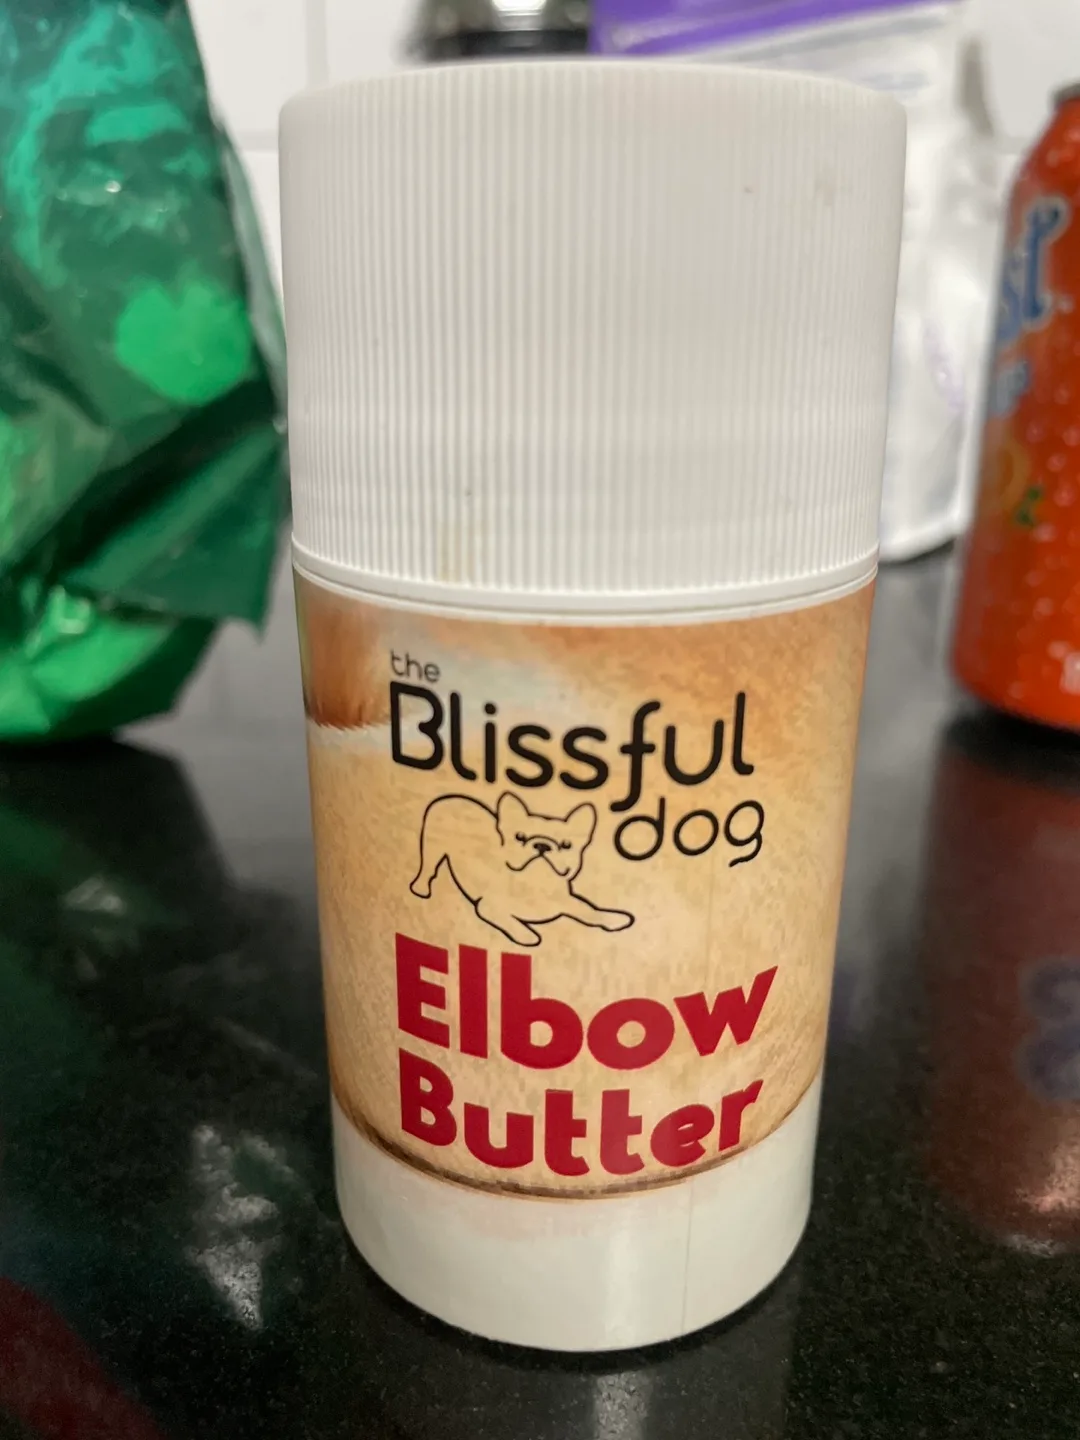 the
Blissful
dog
Elbow
Butter